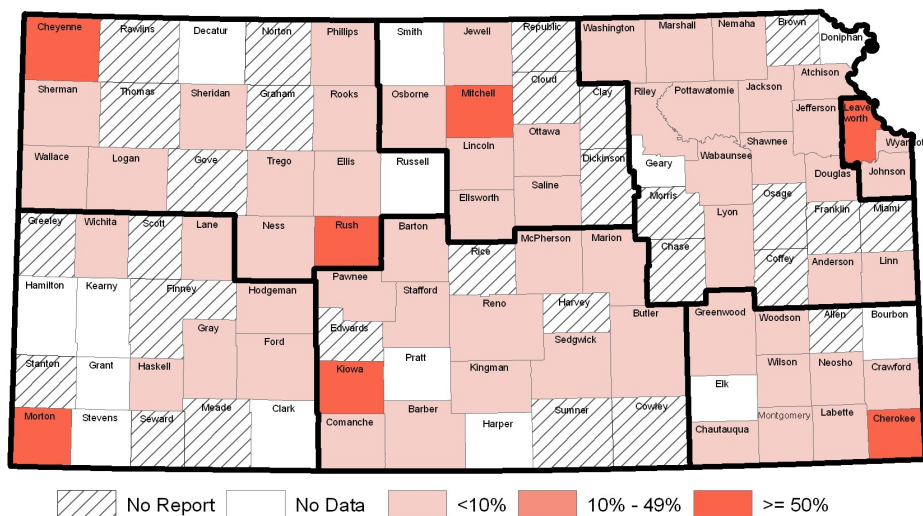 Cheyenne Rawlins Decatur Norton Phillips Smith Jewell Republic Washington Marshall Nemaha Brown Doniphan
Sherman Thomas Sheridan Graham Rooks Osborne Mitchell Cloud Clay Riley Pottawatomie Jackson Atchison Jefferson Leave
worth
Wyandot
Wallace Logan Gove Trego Ellis Russell Lincoln Ottawa Dickinson Geary Wabaunsee Shawnee Douglas Johnson
Ellsworth Saline Morris Osage Franklin Miami
Greeley Wichita Scott Lane Ness Rush Barton McPherson Marion Chase Lyon Coffey Anderson Linn
Hamilton Kearny Finney Hodgeman Pawnee Stafford Rice Reno Harvey Butler Greenwood Woodson Allen Bourbon
Gray Ford Edwards Sedgwick
Stanton Grant Haskell Kiowa Pratt Kingman Elk Wilson Neosho Crawford
Morton Stevens Seward Meade Clark Comanche Barber Harper Sumner Cowley Chautauqua Montgomery Labette Cherokee
No Report No Data <10% 10% - 49% >= 50%